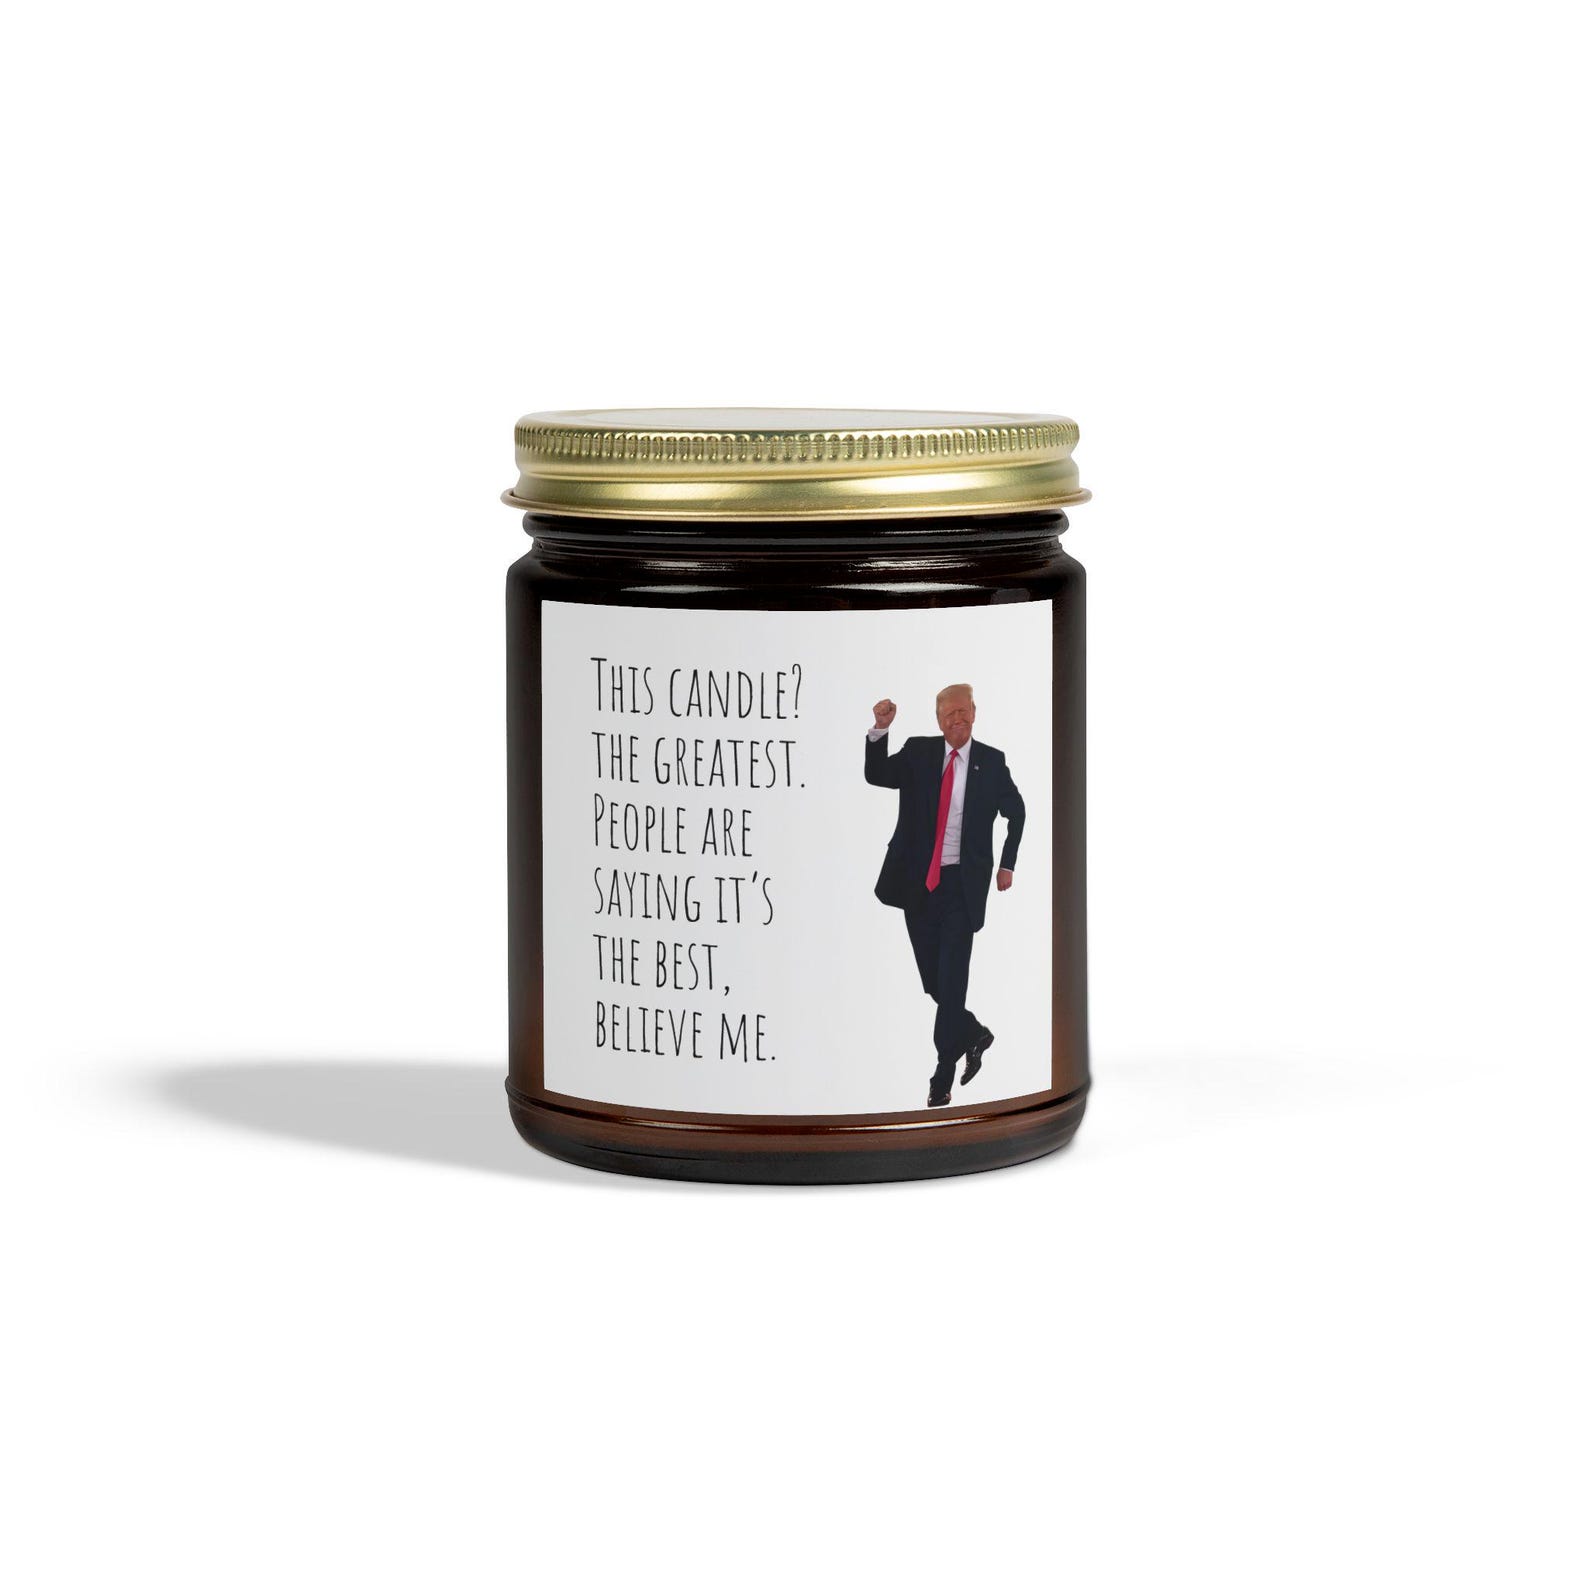 This candle?
the greatest.
People are
saying it's
the best,
believe me.